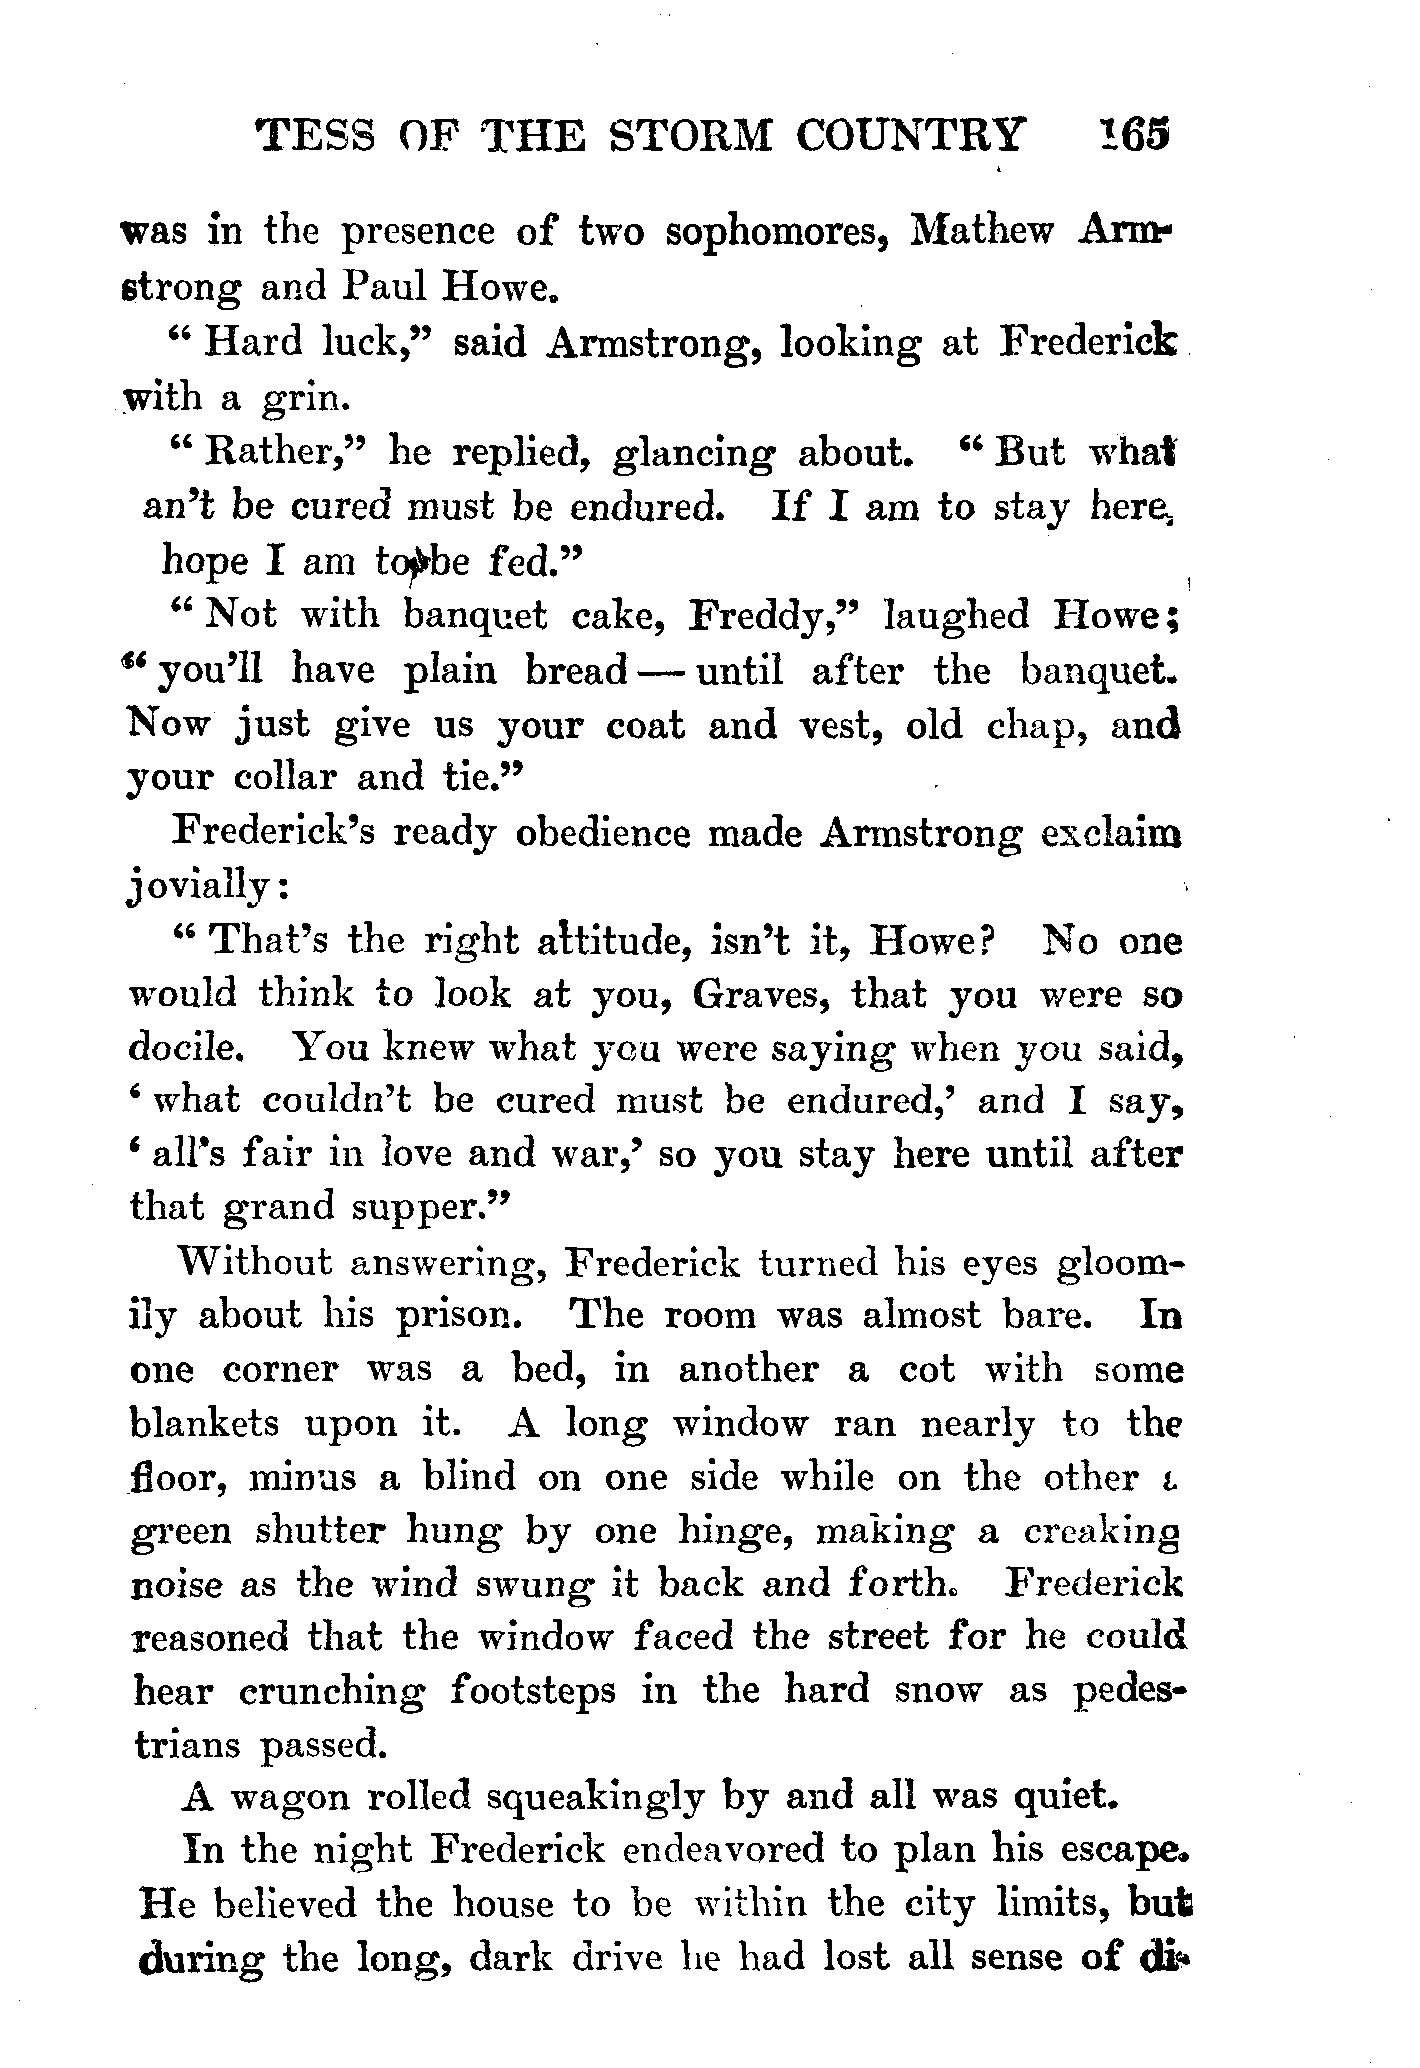 TESS OF THE STORM COUNTRY 165
was in the presence of two sophomores, Mathew Arm-
strong and Paul Howe.
“ Hard luck,” said Armstrong, looking at Frederick
with a grin.
“ Rather,” he replied, glancing about. “ But what
an’t be cured must be endured. If I am to stay here,
hope I am to be fed.”
“ Not with banquet cake, Freddy,” laughed Howe;
“ you’ll have plain bread — until after the banquet.
Now just give us your coat and vest, old chap, and
your collar and tie.”
Frederick’s ready obedience made Armstrong exclaim
jovially:
“ That’s the right attitude, isn’t it, Howe? No one
would think to look at you, Graves, that you were so
docile. You knew what you were saying when you said,
‘ what couldn’t be cured must be endured,’ and I say,
‘ all’s fair in love and war,’ so you stay here until after
that grand supper.”
Without answering, Frederick turned his eyes gloom-
ily about his prison. The room was almost bare. In
one corner was a bed, in another a cot with some
blankets upon it. A long window ran nearly to the
floor, minus a blind on one side while on the other a
green shutter hung by one hinge, making a creaking
noise as the wind swung it back and forth. Frederick
reasoned that the window faced the street for he could
hear crunching footsteps in the hard snow as pedes-
trians passed.
A wagon rolled squeakingly by and all was quiet.
In the night Frederick endeavored to plan his escape.
He believed the house to be within the city limits, but
during the long, dark drive he had lost all sense of di-